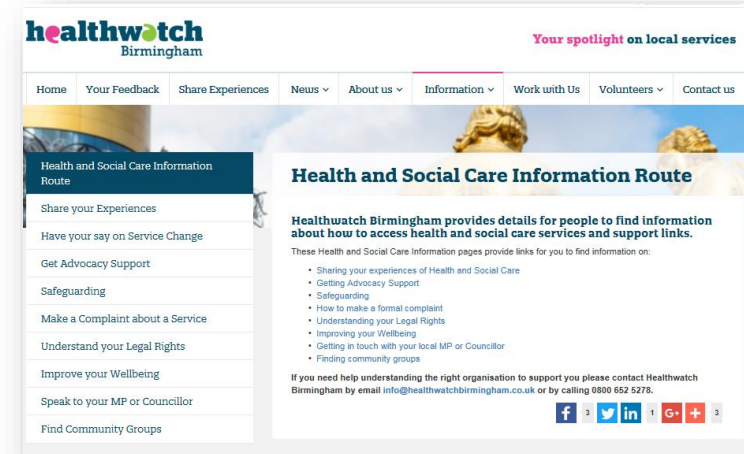 healthwatch
Birmingham
Your spotlight on local services
Home Your Feedback Share Experiences News About us Information Work with Us Volunteers Contact us
Health and Social Care Information
Route
Share your Experiences
Have your say on Service Change
Get Advocacy Support
Safeguarding
Make a Complaint about a Service
Understand your Legal Rights
Improve your Wellbeing
Speak to your MP or Councillor
Find Community Groups
Health and Social Care Information Route
Healthwatch Birmingham provides details for people to find information
about how to access health and social care services and support links.
These Health and Social Care Information pages provide links for you to find information on:
• Sharing your experiences of Health and Social Care
• Getting Advocacy Support
• Safeguarding
• How to make a formal complaint
• Understanding your Legal Rights
• Improving your Wellbeing
• Getting in touch with your local MP or Councillor
• Finding community groups
If you need help understanding the right organisation to support you please contact Healthwatch
Birmingham by email info@healthwatchbirmingham.co.uk or by calling 0800 652 5278.
f 3 in 1 G+ + 3